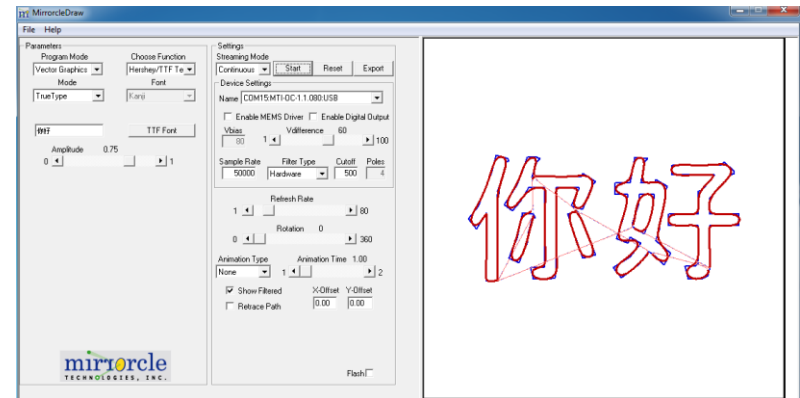 MirrorcleDraw
File Help
Parameters
Program Mode Choose Function
Vector Graphics Hershey/TTF Te
Mode Font
TrueType Kanji
你好 TTF Font
Amplitude 0.75
0 1
mirrorcle
TECHNOLOGIES, INC.
Settings
Streaming Mode
Continuous Start Reset Export
Device Settings
Name COM15:MTI-OC-1.1.080:USB
Enable MEMS Driver Enable Digital Output
Vbias Vdifference 60
80 1 100
Sample Rate Filter Type Cutoff Poles
50000 Hardware 500 4
Refresh Rate
1 80
Rotation 0
0 360
Animation Type Animation Time 1.00
None 1 2
Show Filtered X-Offset Y-Offset
Retrace Path 0.00 0.00
Flash
你好